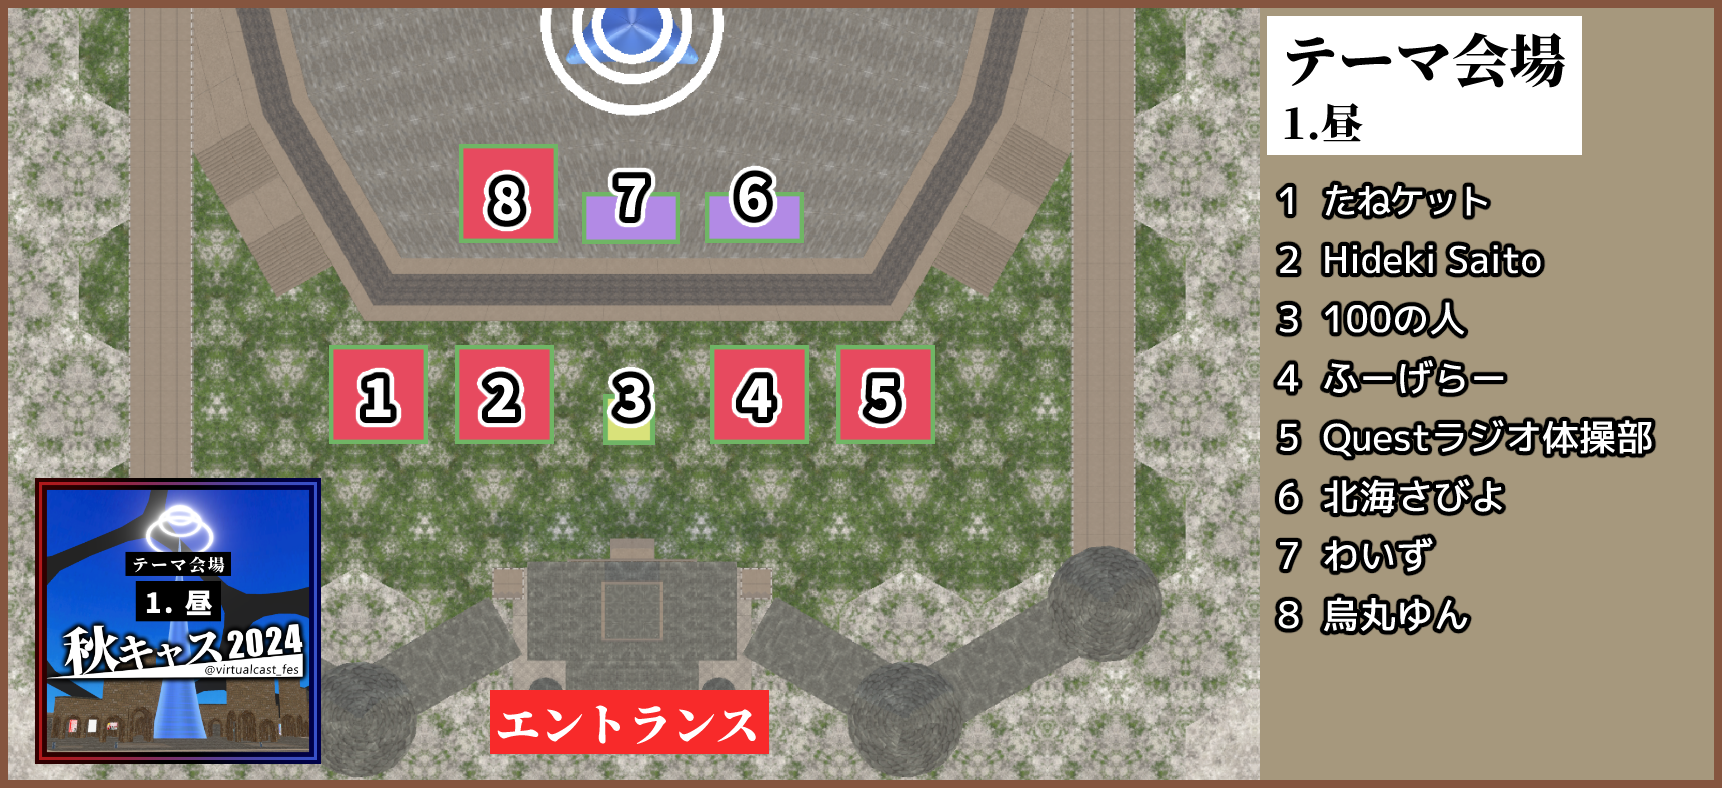 テーマ会場
1.昼
1 たねケット
2 Hideki Saito
3 100の人
4 ふーげらー
5 Questラジオ体操部
6 北海さびよ
7 わいず
8 烏丸ゆん
8 7 6
1 2 3 4 5
テーマ会場
1. 昼
秋キャス2024
@virtualcast_fes
エントランス